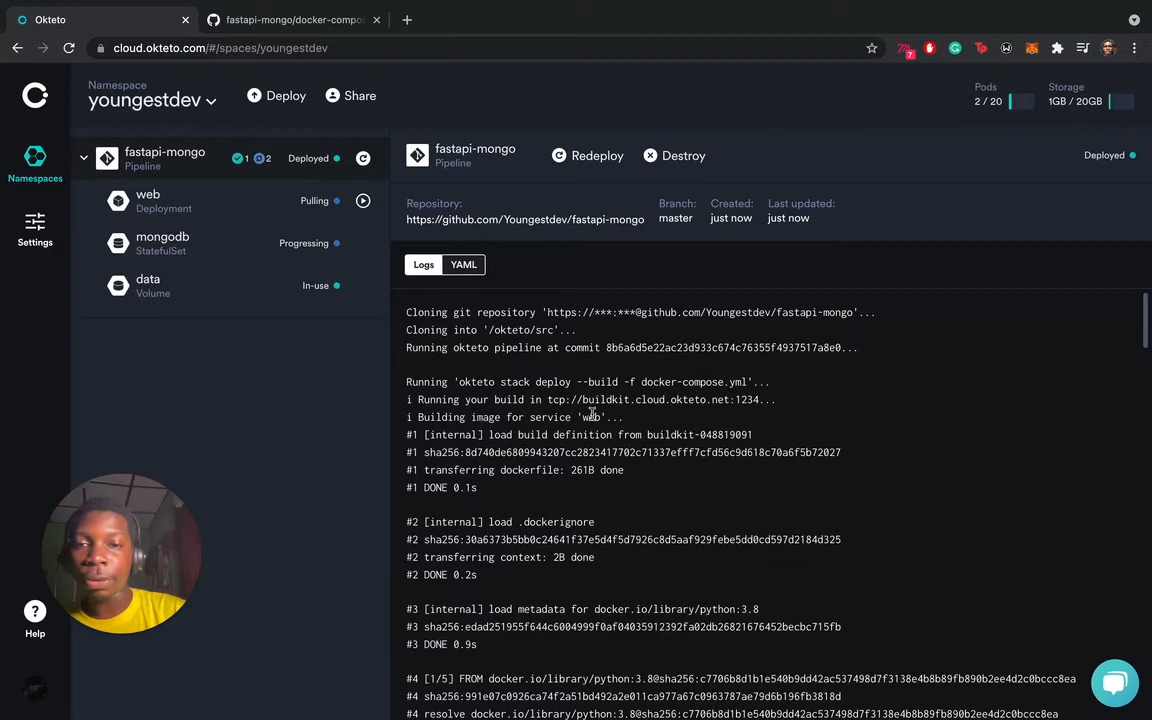 Okteto
fastapi-mongo/docker-compo
cloud.okteto.com/#/spaces/youngestdev
7
Namespace
youngestdev
Deploy
Share
Pods
2 / 20
Storage
1GB / 20GB
Namespaces
Settings
Help
fastapi-mongo
Pipeline
1
2
Deployed
web
Deployment
Pulling
mongodb
StatefulSet
Progressing
data
Volume
In-use
fastapi-mongo
Pipeline
Redeploy
Destroy
Deployed
Repository:
https://github.com/Youngestdev/fastapi-mongo
Branch:
master
Created:
just now
Last updated:
just now
Logs
YAML
Cloning git repository 'https://***:***@github.com/Youngestdev/fastapi-mongo'...
Cloning into '/okteto/src'...
Running okteto pipeline at commit 8b6a6d5e22ac23d933c674c76355f4937517a8e0...
Running 'okteto stack deploy --build -f docker-compose.yml'...
i Running your build in tcp://buildkit.cloud.okteto.net:1234...
i Building image for service 'web'...
#1 [internal] load build definition from buildkit-048819091
#1 sha256:8d740de6809943207cc2823417702c71337efff7cfd56c9d618c70a6f5b72027
#1 transferring dockerfile: 261B done
#1 DONE 0.1s
#2 [internal] load .dockerignore
#2 sha256:30a6373b5bb0c24641f37e5d4f5d7926c8d5aaf929febe5dd0cd597d2184d325
#2 transferring context: 2B done
#2 DONE 0.2s
#3 [internal] load metadata for docker.io/library/python:3.8
#3 sha256:edad251955f644c6004999f0af04035912392fa02db26821676452becbc715fb
#3 DONE 0.9s
#4 [1/5] FROM docker.io/library/python:3.8@sha256:c7706b8d1b1e540b9dd42ac537498d7f3138e4b8b89fb890b2ee4d2c0bccc8ea
#4 sha256:991e07c0926ca74f2a51bd492a2e011ca977a67c0963787ae79d6b196fb3818d
#4 resolve docker.io/library/python:3.8@sha256:c7706b8d1b1e540b9dd42ac537498d7f3138e4b8b89fb890b2ee4d2c0bccc8ea